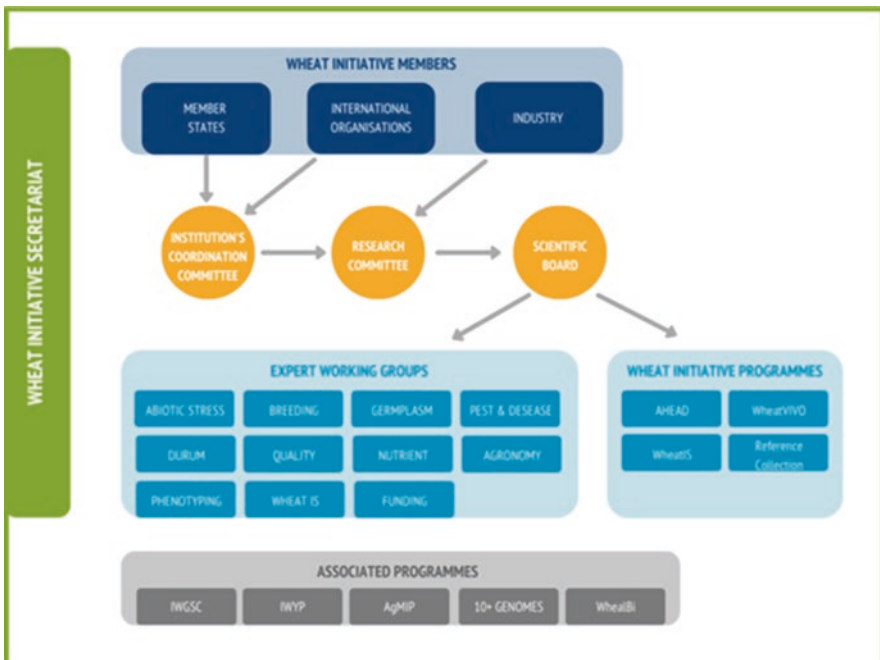 WHEAT INITIATIVE SECRETARIAT
WHEAT INITIATIVE MEMBERS
MEMBER
STATES
INTERNATIONAL
ORGANISATIONS
INDUSTRY
INSTITUTION'S
COORDINATION
COMMITTEE
RESEARCH
COMMITTEE
SCIENTIFIC
BOARD
EXPERT WORKING GROUPS
ABIOTIC STRESS
BREEDING
GERMPLASM
PEST & DESEASE
DURUM
QUALITY
NUTRIENT
AGRONOMY
PHENOTYPING
WHEAT IS
FUNDING
WHEAT INITIATIVE PROGRAMMES
AHEAD
WheatVIVO
WheatIS
Reference
Collection
ASSOCIATED PROGRAMMES
IWGSC
IWYP
AgMIP
10+ GENOMES
WhealBi